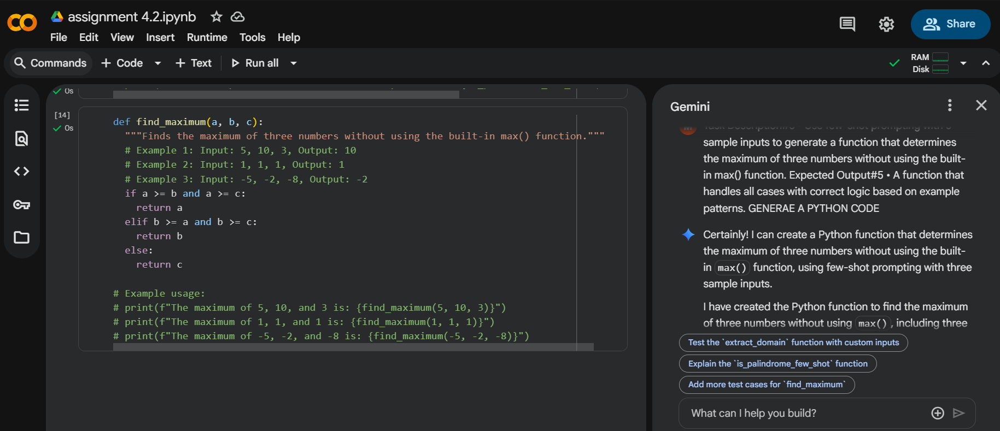 assignment 4.2.ipynb
File Edit View Insert Runtime Tools Help
Share
Commands + Code + Text Run all
RAM
Disk
0s
[14]
0s
def find_maximum(a, b, c):
"""Finds the maximum of three numbers without using the built-in max() function."""
# Example 1: Input: 5, 10, 3, Output: 10
# Example 2: Input: 1, 1, 1, Output: 1
# Example 3: Input: -5, -2, -8, Output: -2
if a >= b and a >= c:
return a
elif b >= a and b >= c:
return b
else:
return c
# Example usage:
# print(f"The maximum of 5, 10, and 3 is: {find_maximum(5, 10, 3)}")
# print(f"The maximum of 1, 1, and 1 is: {find_maximum(1, 1, 1)}")
# print(f"The maximum of -5, -2, and -8 is: {find_maximum(-5, -2, -8)}")
Gemini
sample inputs to generate a function that determines
the maximum of three numbers without using the built-
in max() function. Expected Output#5 • A function that
handles all cases with correct logic based on example
patterns. GENERAE A PYTHON CODE
Certainly! I can create a Python function that determines
the maximum of three numbers without using the built-
in max() function, using few-shot prompting with three
sample inputs.
I have created the Python function to find the maximum
of three numbers without using max(), including three
Test the `extract_domain` function with custom inputs
Explain the `is_palindrome_few_shot` function
Add more test cases for `find_maximum`
What can I help you build?